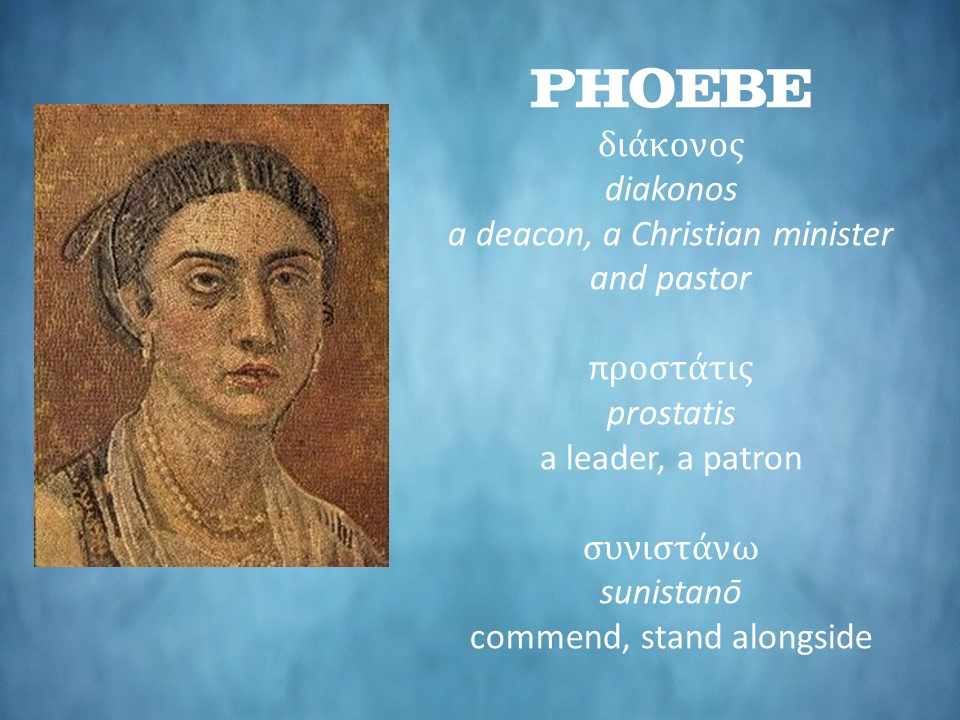 PHOEBE
διάκονος
diakonos
a deacon, a Christian minister
and pastor
προστάτις
prostatis
a leader, a patron
συνιστάνω
sunistanō
commend, stand alongside